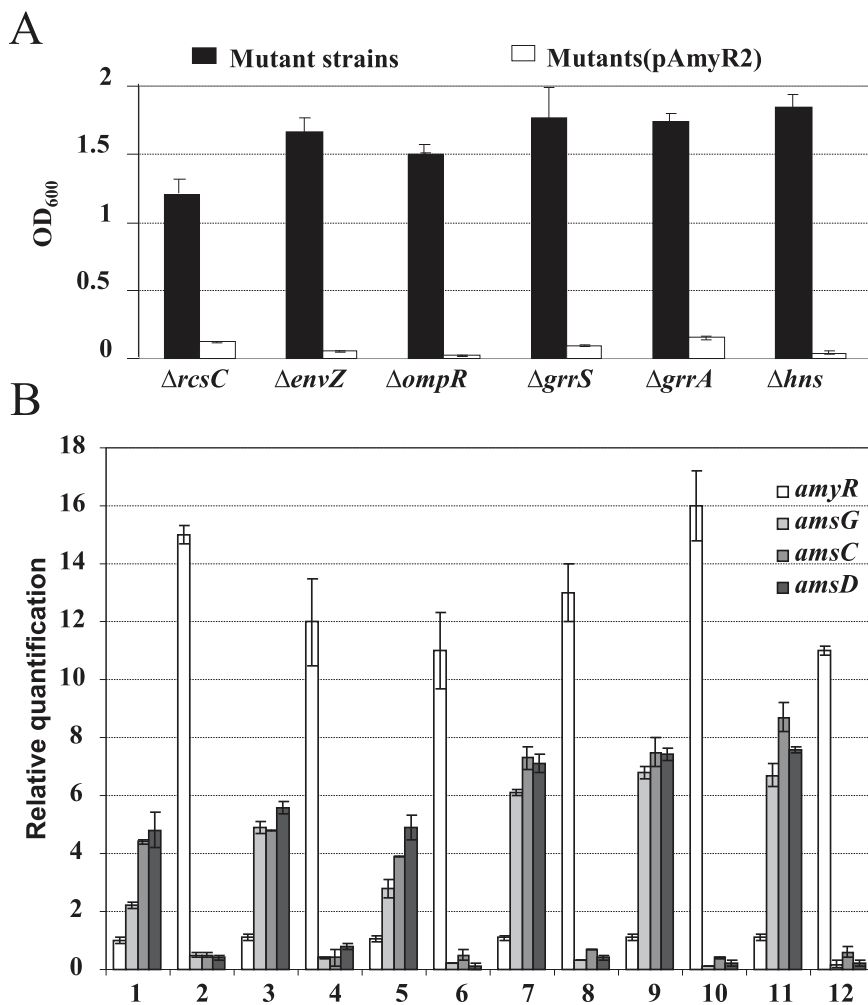 A
Mutant strains
Mutants(pAmyR2)
2
1.5
1
0.5
0
OD600
ΔrcsC ΔenvZ ΔompR ΔgrrS ΔgrrA Δhns
B
18
16
14
12
10
8
6
4
2
0
Relative quantification
amyR
amsG
amsC
amsD
1 2 3 4 5 6 7 8 9 10 11 12